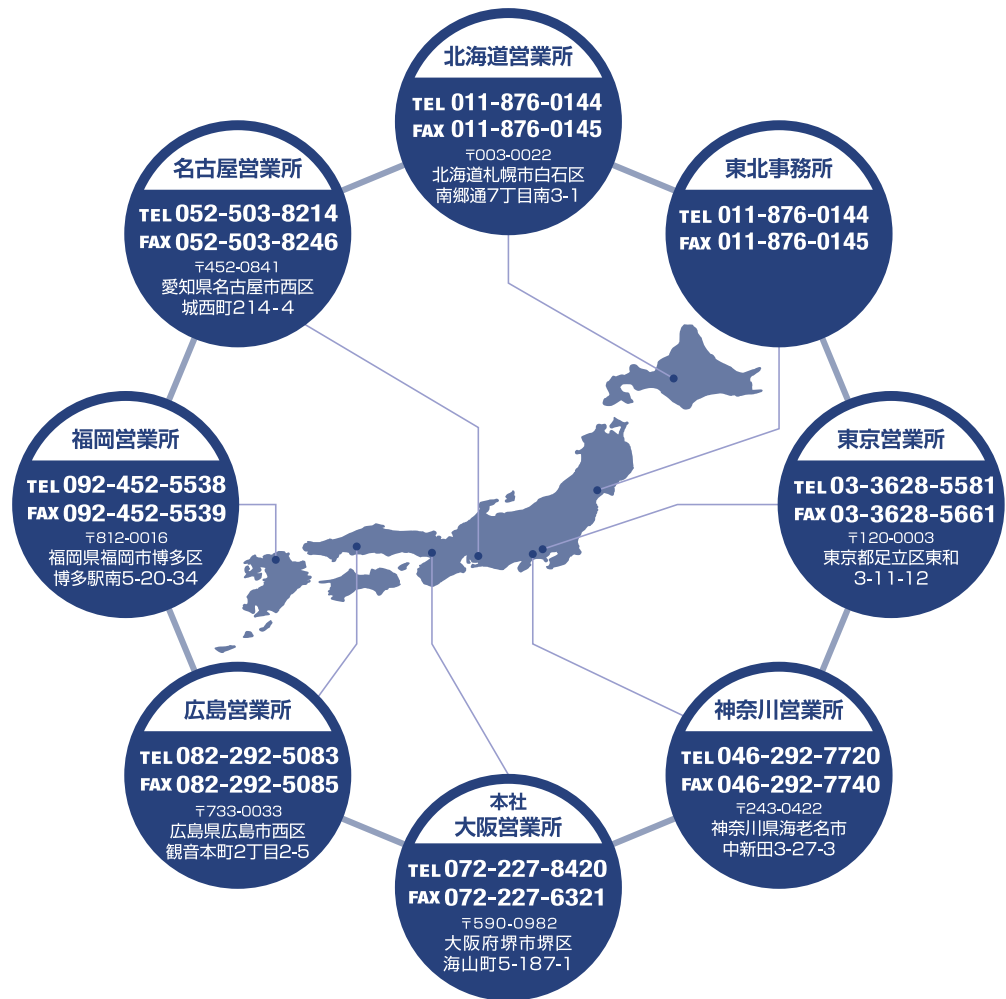 北海道営業所
TEL 011-876-0144
FAX 011-876-0145
〒003-0022
北海道札幌市白石区
南郷通7丁目南3-1
東北事務所
TEL 011-876-0144
FAX 011-876-0145
東京営業所
TEL 03-3628-5581
FAX 03-3628-5661
〒120-0003
東京都足立区東和
3-11-12
神奈川営業所
TEL 046-292-7720
FAX 046-292-7740
〒243-0422
神奈川県海老名市
中新田3-27-3
本社
大阪営業所
TEL 072-227-8420
FAX 072-227-6321
〒590-0982
大阪府堺市堺区
海山町5-187-1
広島営業所
TEL 082-292-5083
FAX 082-292-5085
〒733-0033
広島県広島市西区
観音本町2丁目2-5
福岡営業所
TEL 092-452-5538
FAX 092-452-5539
〒812-0016
福岡県福岡市博多区
博多駅南5-20-34
名古屋営業所
TEL 052-503-8214
FAX 052-503-8246
〒452-0841
愛知県名古屋市西区
城西町214-4